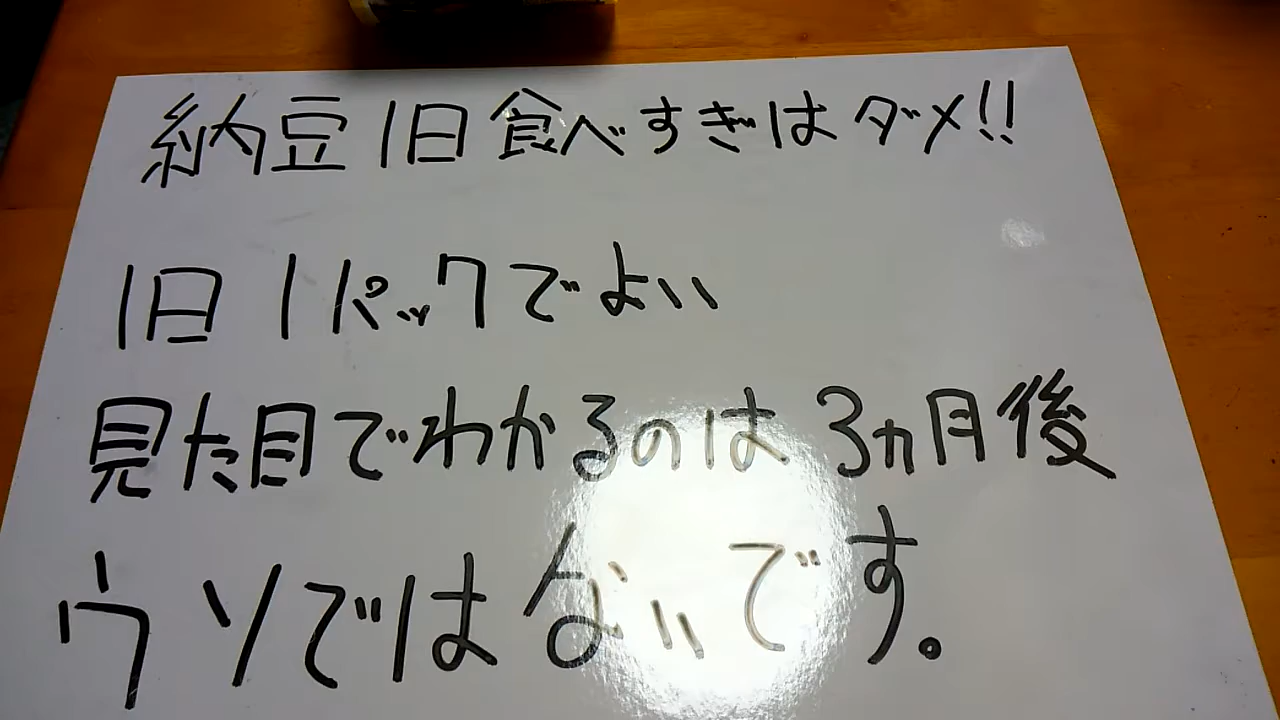 納豆1日食べすぎはダメ!!
1日 1パックでよい
見た目でわかるのは3ヵ月後
ウソではないです。